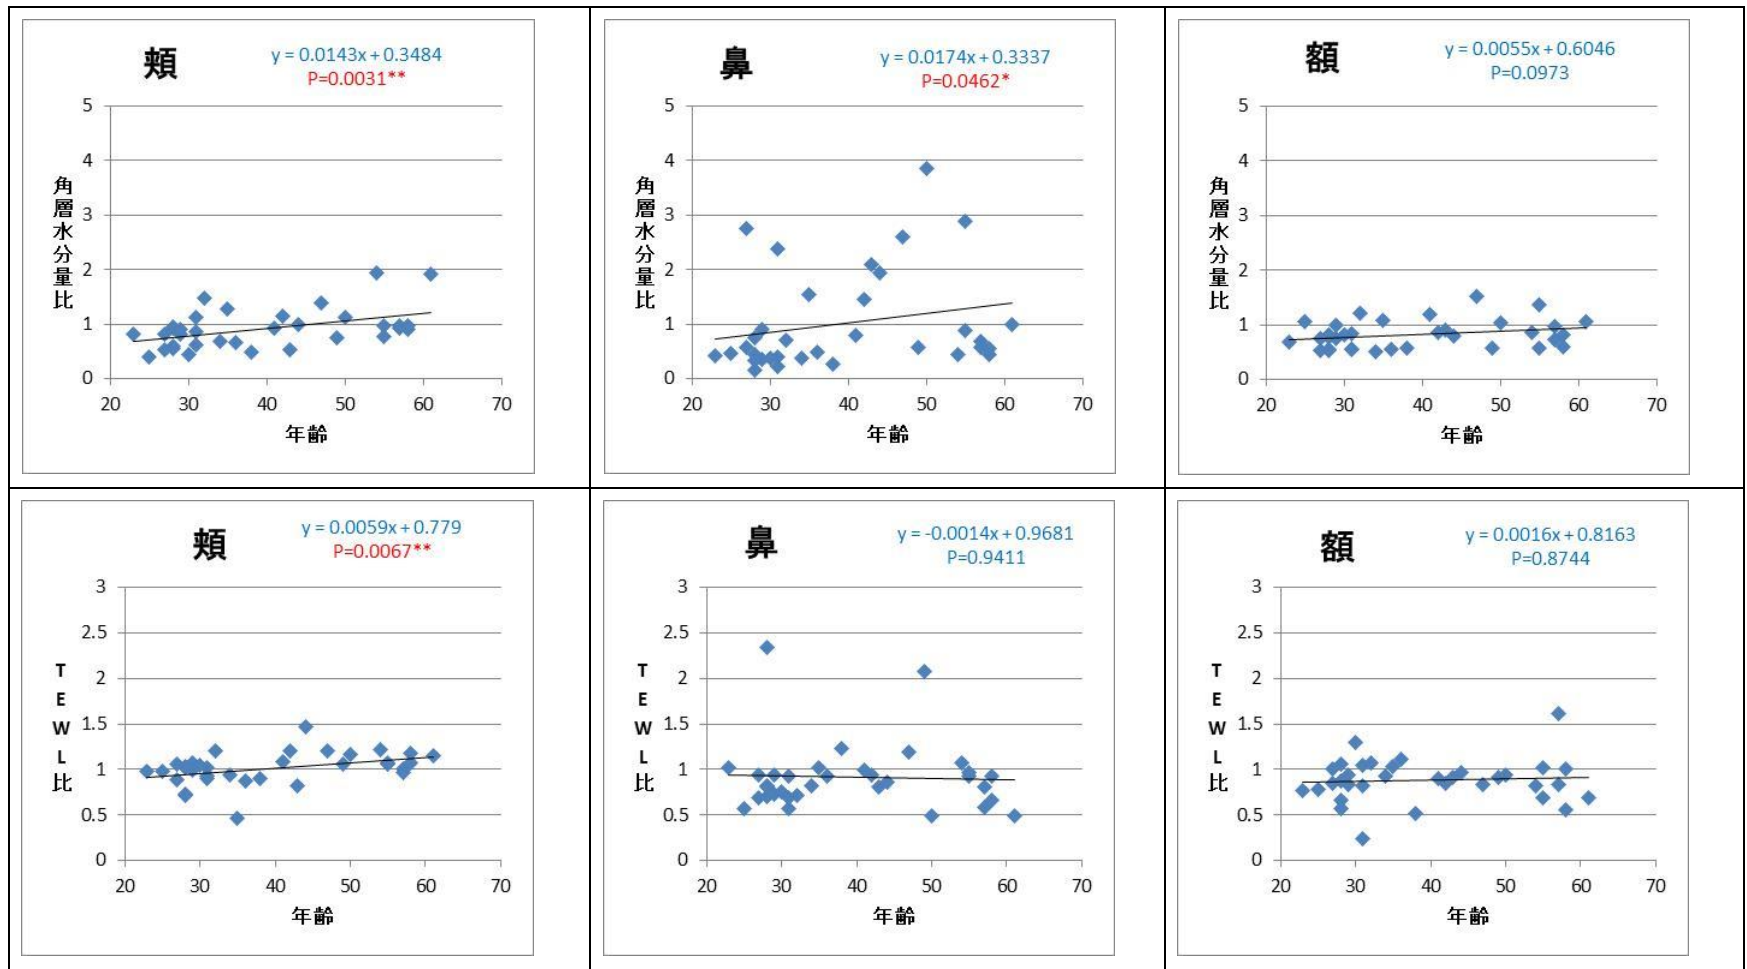 頬
y = 0.0143x + 0.3484
P=0.0031**
5
4
3
2
1
0
角層水分量比
20 30 40 50 60 70
年齢
鼻
y = 0.0174x + 0.3337
P=0.0462*
5
4
3
2
1
0
角層水分量比
20 30 40 50 60 70
年齢
額
y = 0.0055x + 0.6046
P=0.0973
5
4
3
2
1
0
角層水分量比
20 30 40 50 60 70
年齢
頬
y = 0.0059x + 0.779
P=0.0067**
3
2.5
2
1.5
1
0.5
0
TEWL比
20 30 40 50 60 70
年齢
鼻
y = -0.0014x + 0.9681
P=0.9411
3
2.5
2
1.5
1
0.5
0
TEWL比
20 30 40 50 60 70
年齢
額
y = 0.0016x + 0.8163
P=0.8744
3
2.5
2
1.5
1
0.5
0
TEWL比
20 30 40 50 60 70
年齢